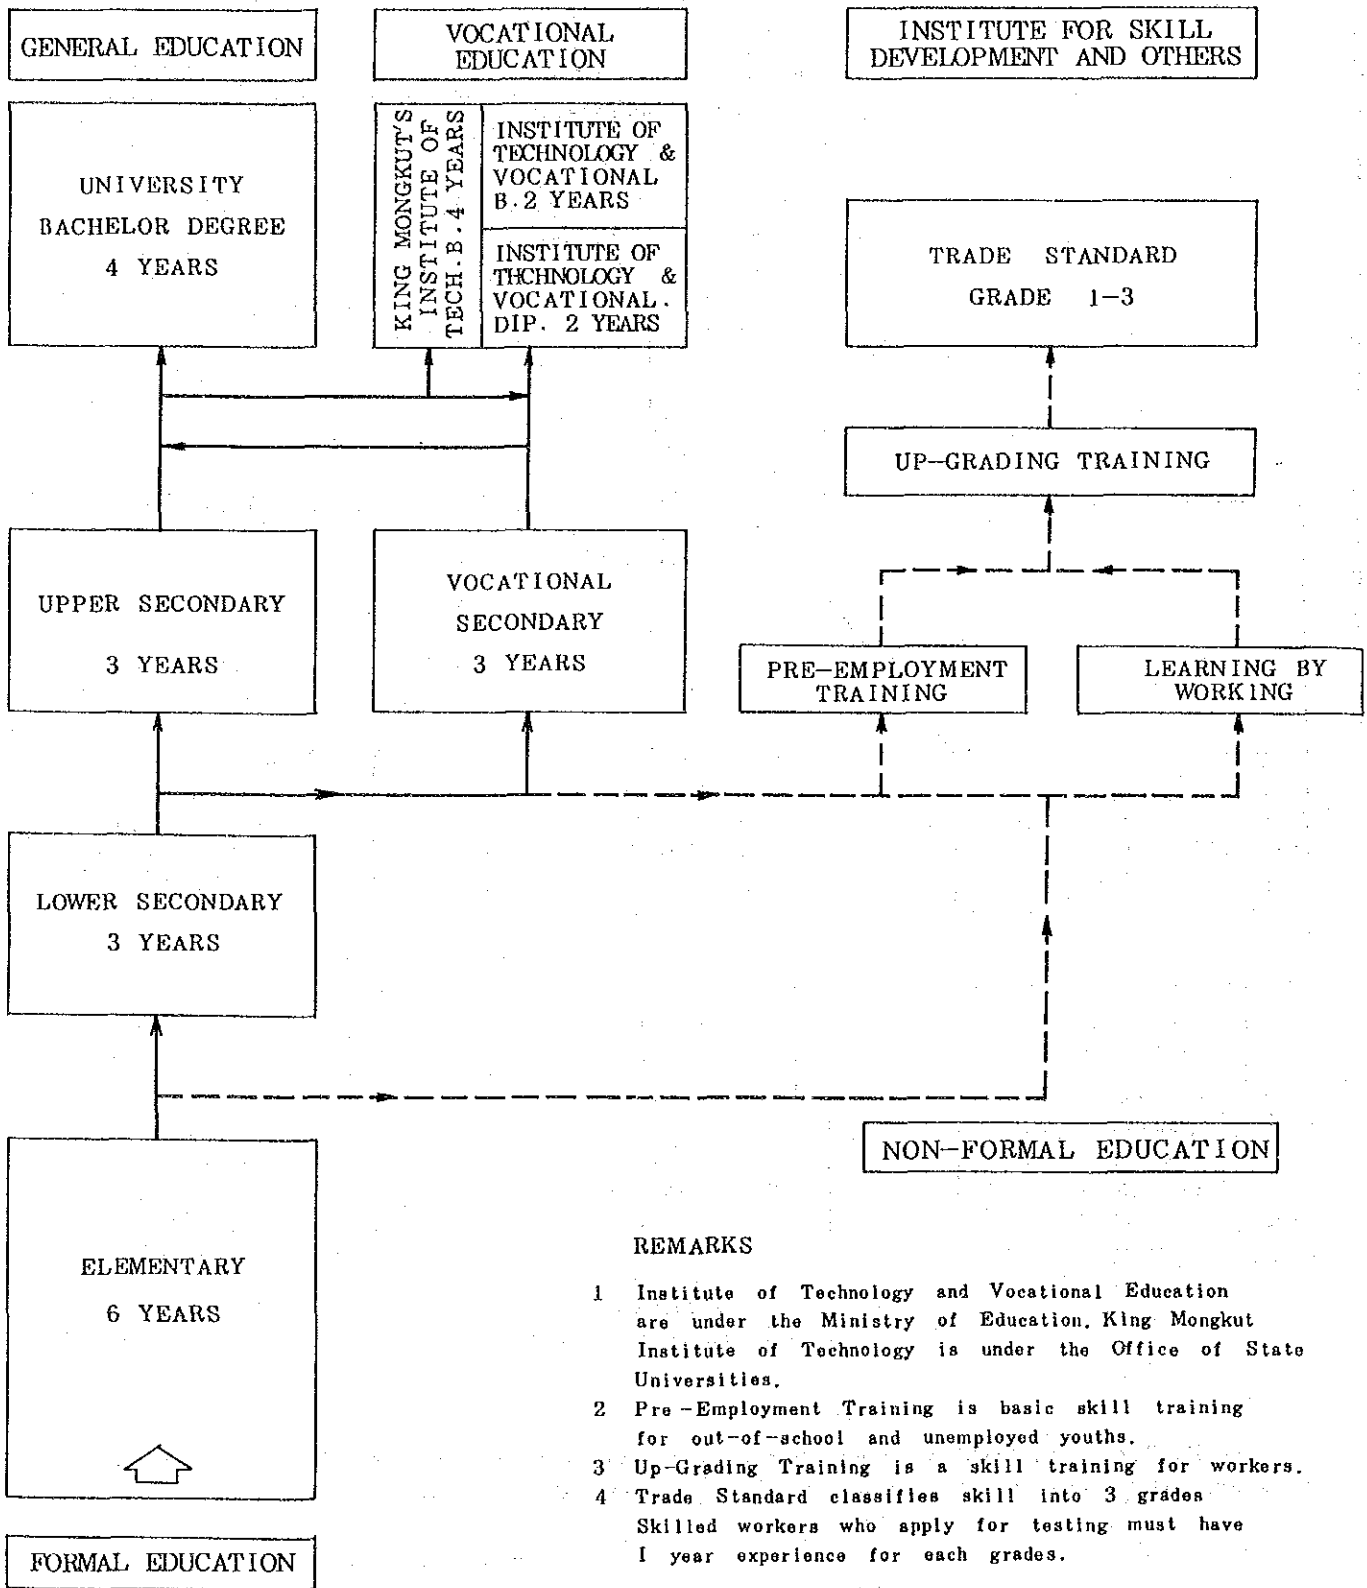 GENERAL EDUCATION
VOCATIONAL
EDUCATION
INSTITUTE FOR SKILL
DEVELOPMENT AND OTHERS
UNIVERSITY
BACHELOR DEGREE
4 YEARS
KING MONGKUT'S
INSTITUTE OF
TECH.B.4 YEARS
INSTITUTE OF
TECHNOLOGY &
VOCATIONAL
B.2 YEARS
INSTITUTE OF
THCHNOLOGY &
VOCATIONAL.
DIP. 2 YEARS
TRADE STANDARD
GRADE 1-3
UP-GRADING TRAINING
UPPER SECONDARY
3 YEARS
VOCATIONAL
SECONDARY
3 YEARS
PRE-EMPLOYMENT
TRAINING
LEARNING BY
WORKING
LOWER SECONDARY
3 YEARS
NON-FORMAL EDUCATION
ELEMENTARY
6 YEARS
FORMAL EDUCATION
REMARKS
1 Institute of Technology and Vocational Education
are under the Ministry of Education. King Mongkut
Institute of Technology is under the Office of State
Universities.
2 Pre-Employment Training is basic skill training
for out-of-school and unemployed youths.
3 Up-Grading Training is a skill training for workers.
4 Trade Standard classifies skill into 3 grades
Skilled workers who apply for testing must have
1 year experience for each grades.